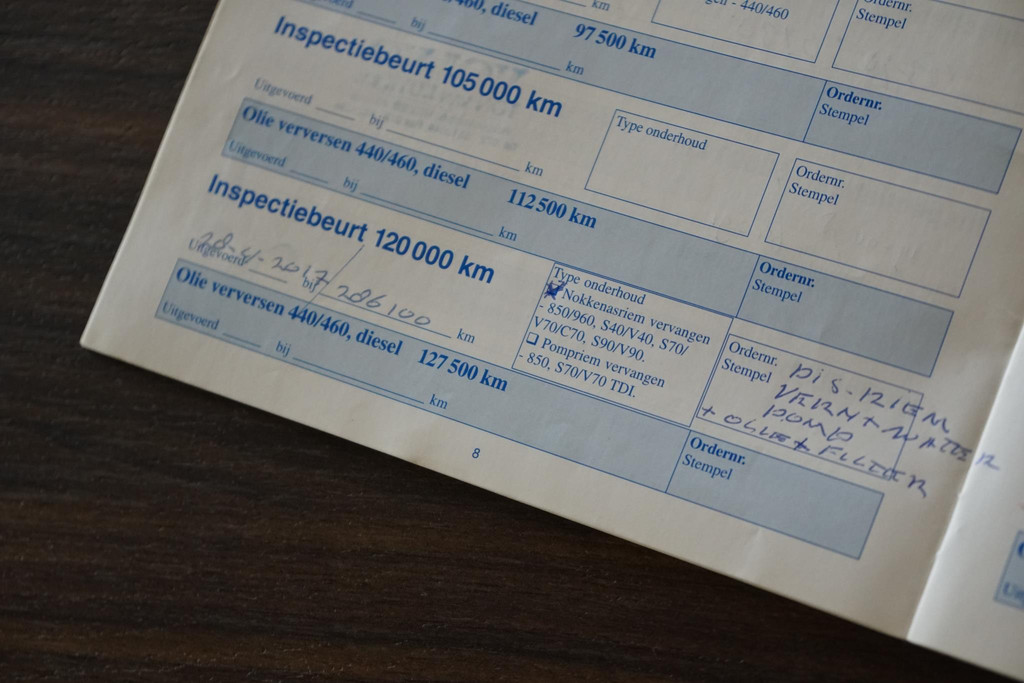 460, diesel
97 500 km
bij
km
km
440/460
Ordernr.
Stempel
Inspectiebeurt 105 000 km
Uitgevoerd
bij
km
Type onderhoud
Ordernr.
Stempel
Olie verversen 440/460, diesel
112 500 km
Uitgevoerd
bij
km
Ordernr.
Stempel
Inspectiebeurt 120 000 km
28-4-2017 / 286100
Uitgevoerd
bij
km
Type onderhoud
Nokkenasriem vervangen
- 850/960, S40/V40, S70/
V70/C70, S90/V90.
❑ Pompriem vervangen
- 850, S70/V70 TDI.
Ordernr.
Stempel
DIS-RIEM
VERN + WATER
POMP
+ OLIE + FILTER
Olie verversen 440/460, diesel
127 500 km
Uitgevoerd
bij
km
Ordernr.
Stempel
8